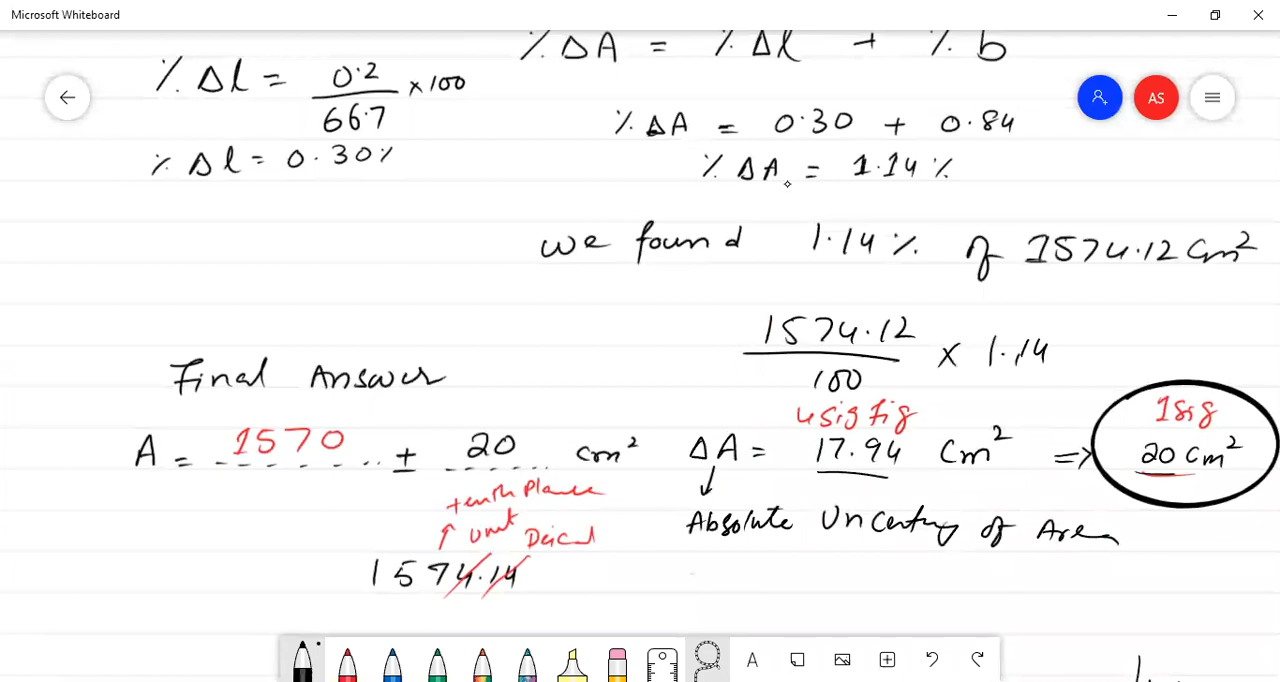 Microsoft Whiteboard
% ΔA = % Δl + % b
% Δl = 0.2 / 66.7 × 100
AS
% ΔA = 0.30 + 0.84
% Δl = 0.30%
% ΔA = 1.14 %
we found 1.14 % of 1574.12 Cm²
1574.12 / 100 × 1.14
Final Answer
4 sig fig
1 sig
A = 1570 ± 20 cm²
ΔA = 17.94 Cm² ⇒ 20 Cm²
tenth Place
unit
Absolute Uncertny of Area
1574.14
A